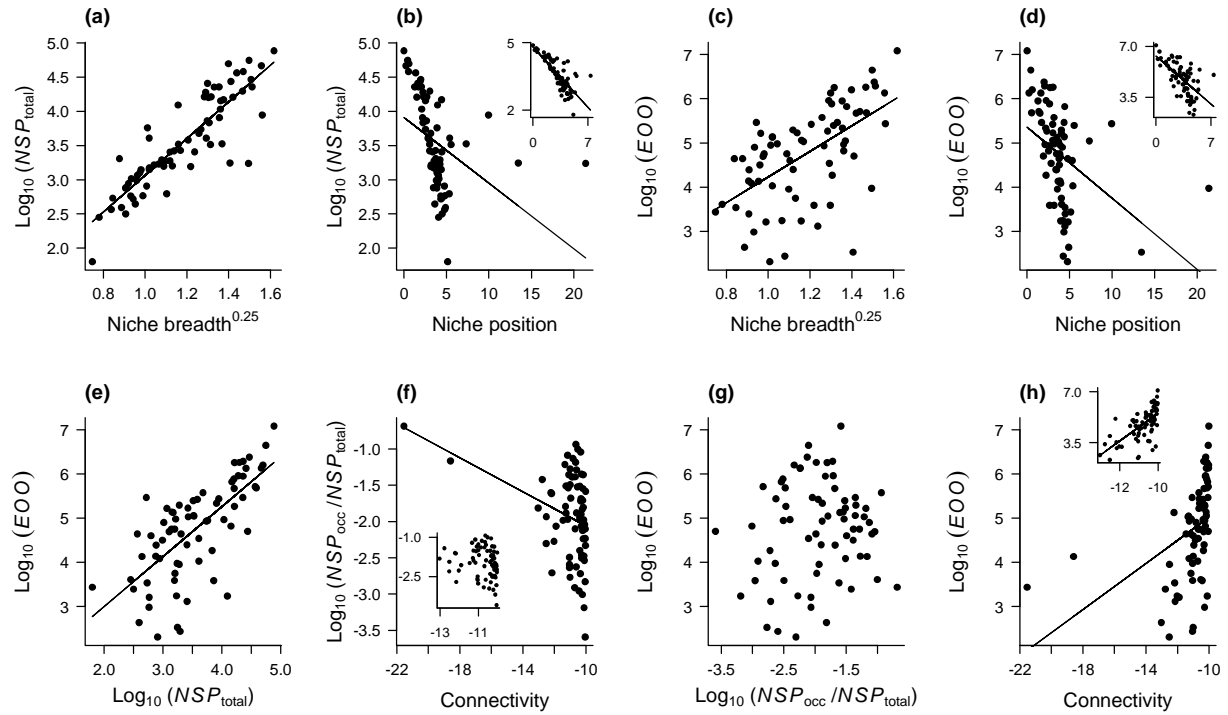 (a)
Log10 (NSPtotal)
5.0
4.5
4.0
3.5
3.0
2.5
2.0
0.8 1.0 1.2 1.4 1.6
Niche breadth0.25
(b)
Log10 (NSPtotal)
5.0
4.5
4.0
3.5
3.0
2.5
2.0
0 5 10 15 20
Niche position
5
2
0 7
(c)
Log10 (EOO)
7
6
5
4
3
0.8 1.0 1.2 1.4 1.6
Niche breadth0.25
(d)
Log10 (EOO)
7
6
5
4
3
0 5 10 15 20
Niche position
7.0
3.5
0 7
(e)
Log10 (EOO)
7
6
5
4
3
2.0 3.0 4.0 5.0
Log10 (NSPtotal)
(f)
Log10 (NSPocc /NSPtotal)
-1.0
-1.5
-2.0
-2.5
-3.0
-3.5
-22 -18 -14 -10
Connectivity
-1.0
-2.5
-13 -11
(g)
Log10 (EOO)
7
6
5
4
3
-3.5 -2.5 -1.5
Log10 (NSPocc /NSPtotal)
(h)
Log10 (EOO)
7
6
5
4
3
-22 -18 -14 -10
Connectivity
7.0
3.5
-12 -10